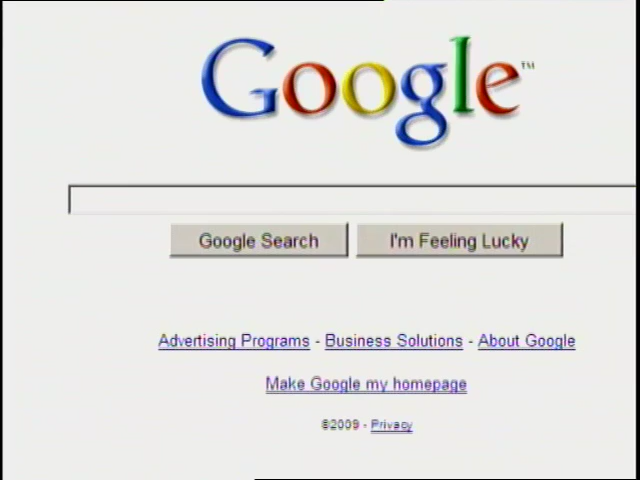 Google™
Google Search I'm Feeling Lucky
Advertising Programs - Business Solutions - About Google
Make Google my homepage
©2009 - Privacy